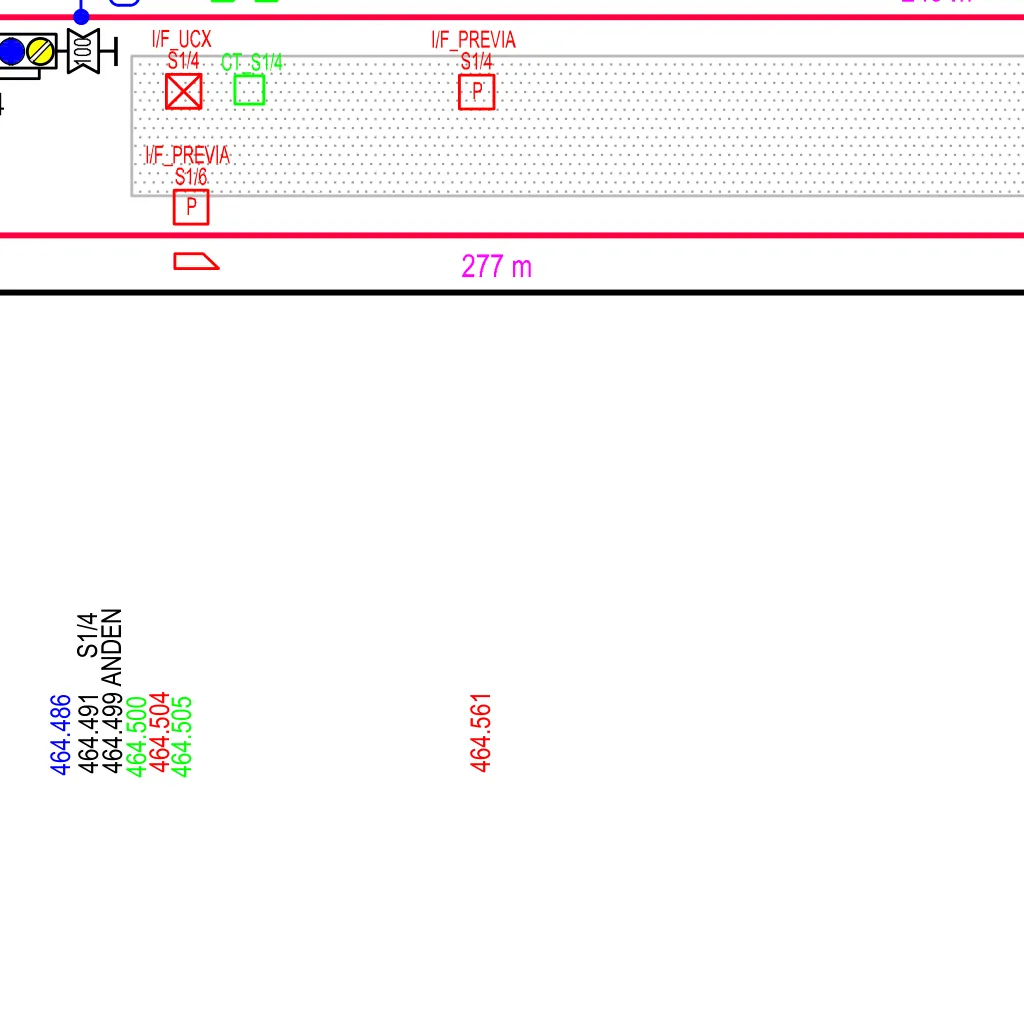 I/F_UCX
S1/4
CT_S1/4
I/F_PREVIA
S1/4
P
100
I/F_PREVIA
S1/6
P
277 m
464.486
464.491 S1/4
464.499 ANDEN
464.500
464.504
464.505
464.561